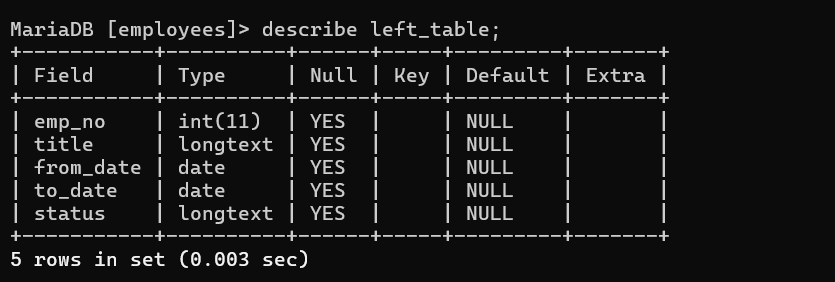 MariaDB [employees]> describe left_table;
+-----------+----------+------+-----+---------+-------+
| Field     | Type     | Null | Key | Default | Extra |
+-----------+----------+------+-----+---------+-------+
| emp_no    | int(11)  | YES  |     | NULL    |       |
| title     | longtext | YES  |     | NULL    |       |
| from_date | date     | YES  |     | NULL    |       |
| to_date   | date     | YES  |     | NULL    |       |
| status    | longtext | YES  |     | NULL    |       |
+-----------+----------+------+-----+---------+-------+
5 rows in set (0.003 sec)